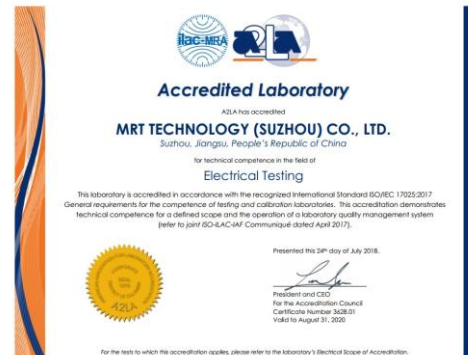 ilac-MRA
A2LA
Accredited Laboratory
A2LA has accredited
MRT TECHNOLOGY (SUZHOU) CO., LTD.
Suzhou, Jiangsu, People's Republic of China
for technical competence in the field of
Electrical Testing
This laboratory is accredited in accordance with the recognized International Standard ISO/IEC 17025:2017
General requirements for the competence of testing and calibration laboratories. This accreditation demonstrates
technical competence for a defined scope and the operation of a laboratory quality management system
(refer to joint ISO-ILAC-IAF Communiqué dated April 2017).
Presented this 24th day of July 2018.
President and CEO
For the Accreditation Council
Certificate Number 3628.01
Valid to August 31, 2020
A2LA
For the tests to which this accreditation applies, please refer to the laboratory's Electrical Scope of Accreditation.